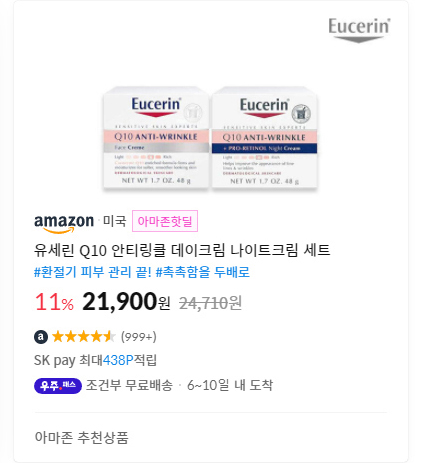 Eucerin
Eucerin
SENSITIVE SKIN EXPERTS
Q10 ANTI-WRINKLE
Face Creme
Light
Rich
NET WT 1.7 OZ. 48 g
Eucerin
SENSITIVE SKIN EXPERTS
Q10 ANTI-WRINKLE
+ PRO-RETINOL Night Cream
Light
Rich
NET WT 1.7 OZ. 48 g
amazon · 미국 아마존핫딜
유세린 Q10 안티링클 데이크림 나이트크림 세트
#환절기 피부 관리 끝! #촉촉함을 두배로
11% 21,900원 24,710원
a (999+)
SK pay 최대438P적립
우주패스 조건부 무료배송 · 6~10일 내 도착
아마존 추천상품